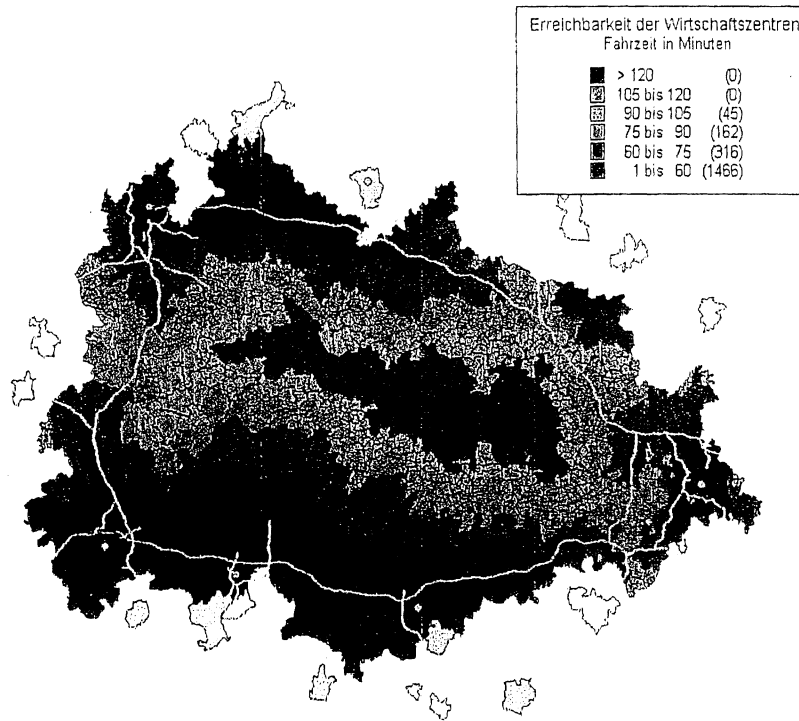 Erreichbarkeit der Wirtschaftszentren
Fahrzeit in Minuten
> 120 (0)
105 bis 120 (0)
90 bis 105 (45)
75 bis 90 (162)
60 bis 75 (316)
1 bis 60 (1466)